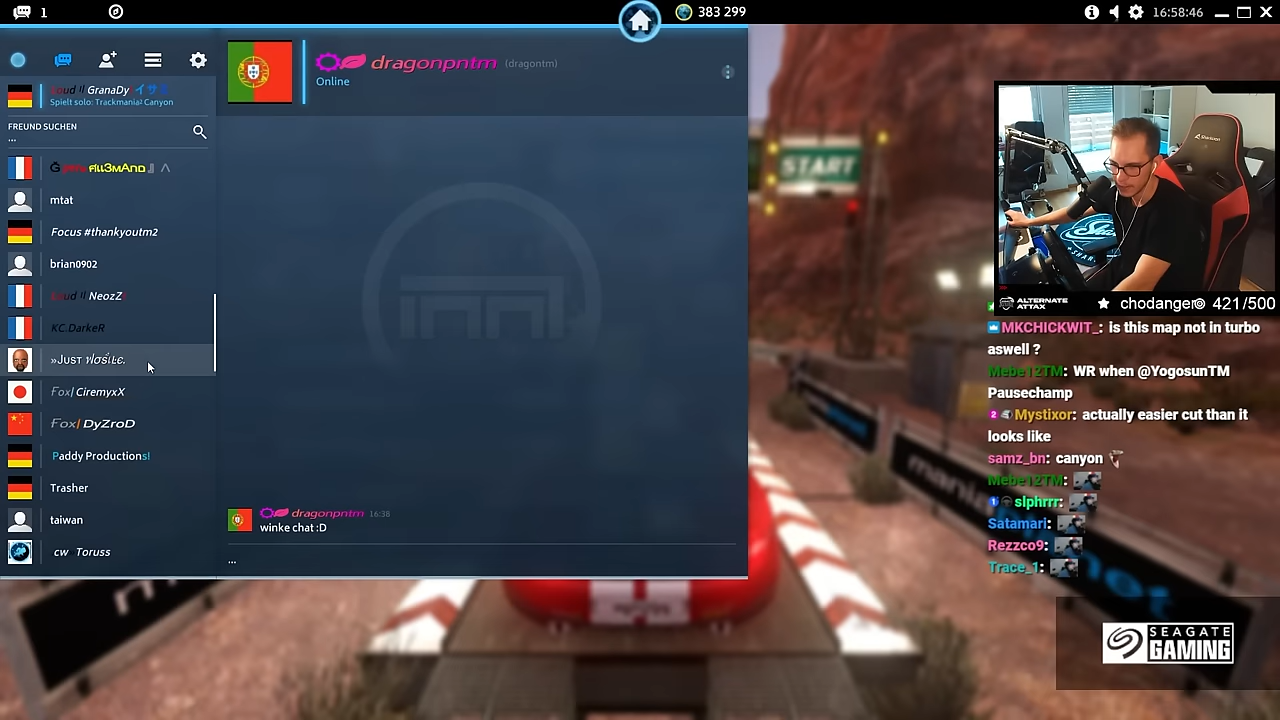 1
383 299
16:58:46
GranaDy
Spielt solo: Trackmania² Canyon
FREUND SUCHEN
...
mtat
Focus #thankyoutm2
brian0902
NeozZ
KC.DarkeR
»Just
Fox| CiremyxX
Fox| DyZroD
Paddy Productions!
Trasher
taiwan
cw Toruss
dragonpntm (dragontm)
Online
dragonpntm 16:38
winke chat :D
...
START
ALTERNATE
ATTAX
chodanger 421/500
MKCHICKWIT_: is this map not in turbo
aswell ?
Mebe12TM: WR when @YogosunTM
Pausechamp
2 Mystixor: actually easier cut than it
looks like
samz_bn: canyon
Mebe12TM:
slphrrr:
Satamari:
Rezzco9:
Trace_1:
SEAGATE
GAMING